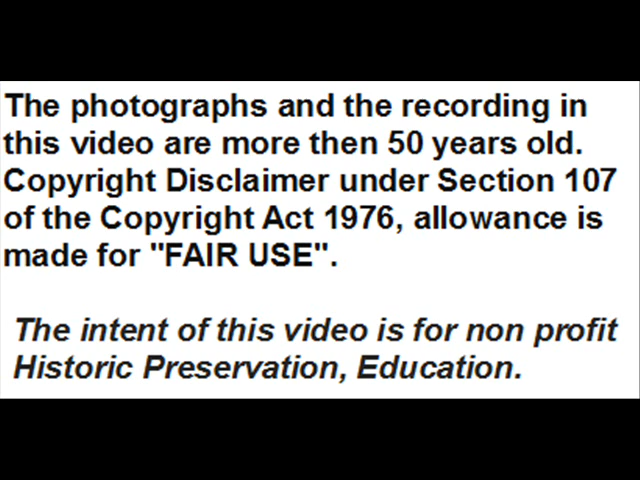 The photographs and the recording in
this video are more then 50 years old.
Copyright Disclaimer under Section 107
of the Copyright Act 1976, allowance is
made for "FAIR USE".
The intent of this video is for non profit
Historic Preservation, Education.